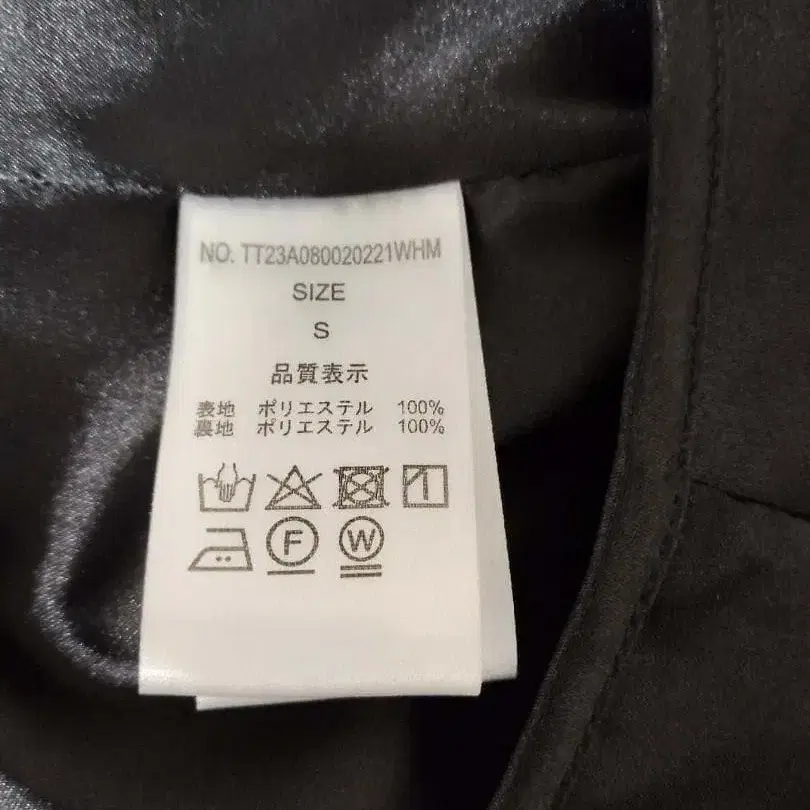 NO. TT23A080020221WHM
SIZE
S
品質表示
表地 ポリエステル 100%
裏地 ポリエステル 100%
F W